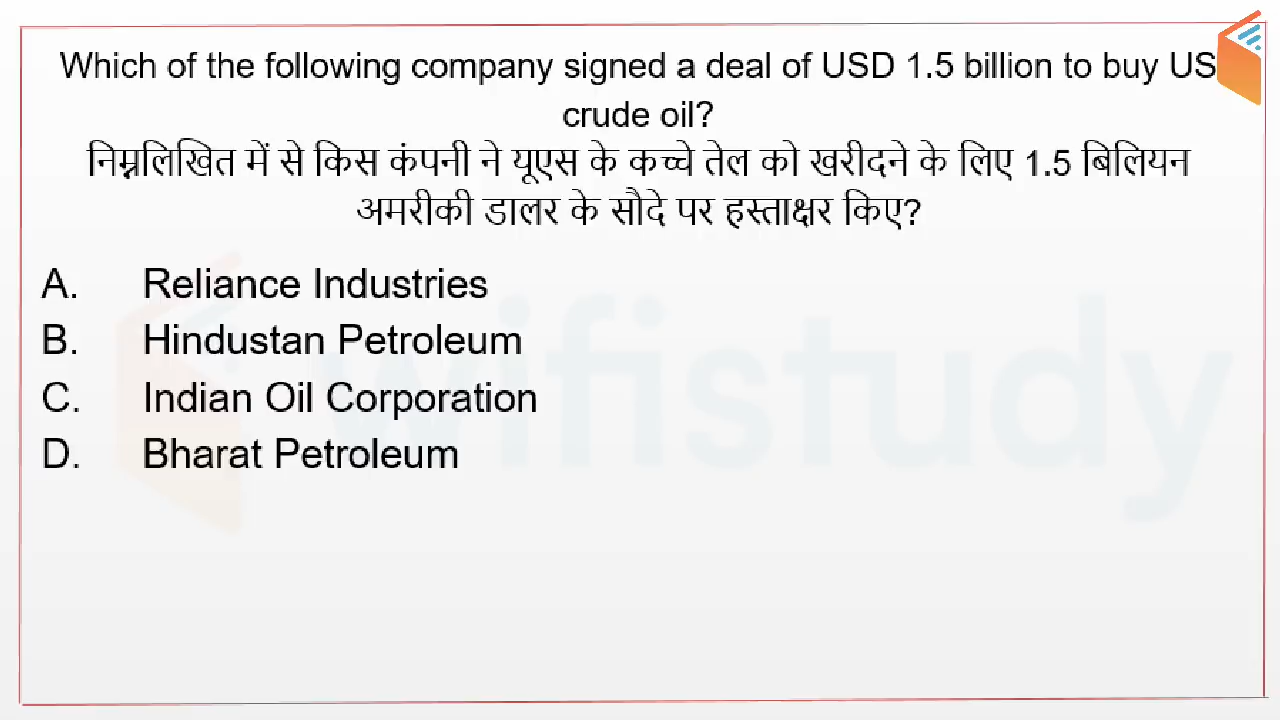 Which of the following company signed a deal of USD 1.5 billion to buy US
crude oil?
निम्नलिखित में से किस कंपनी ने यूएस के कच्चे तेल को खरीदने के लिए 1.5 बिलियन
अमरीकी डालर के सौदे पर हस्ताक्षर किए?
A. Reliance Industries
B. Hindustan Petroleum
C. Indian Oil Corporation
D. Bharat Petroleum
wifistudy